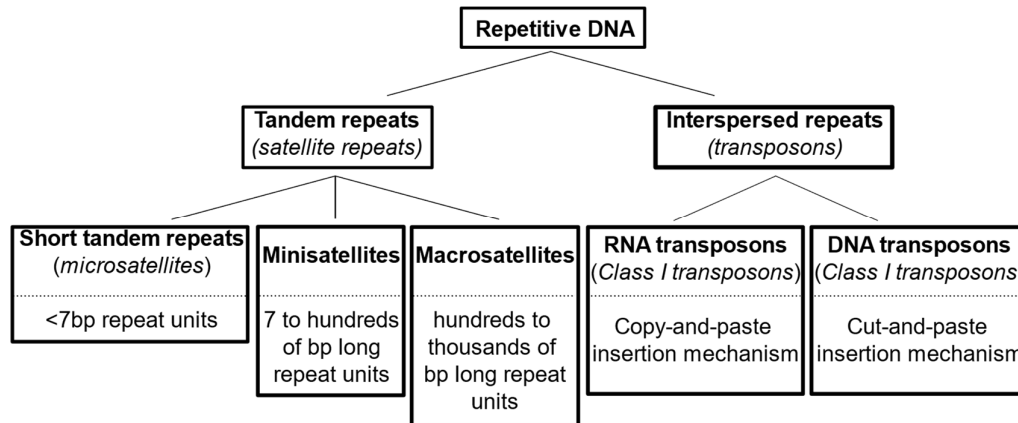 Repetitive DNA
Tandem repeats
(satellite repeats)
Interspersed repeats
(transposons)
Short tandem repeats
(microsatellites)
<7bp repeat units
Minisatellites
7 to hundreds
of bp long
repeat units
Macrosatellites
hundreds to
thousands of
bp long repeat
units
RNA transposons
(Class I transposons)
Copy-and-paste
insertion mechanism
DNA transposons
(Class I transposons
Cut-and-paste
insertion mechanism